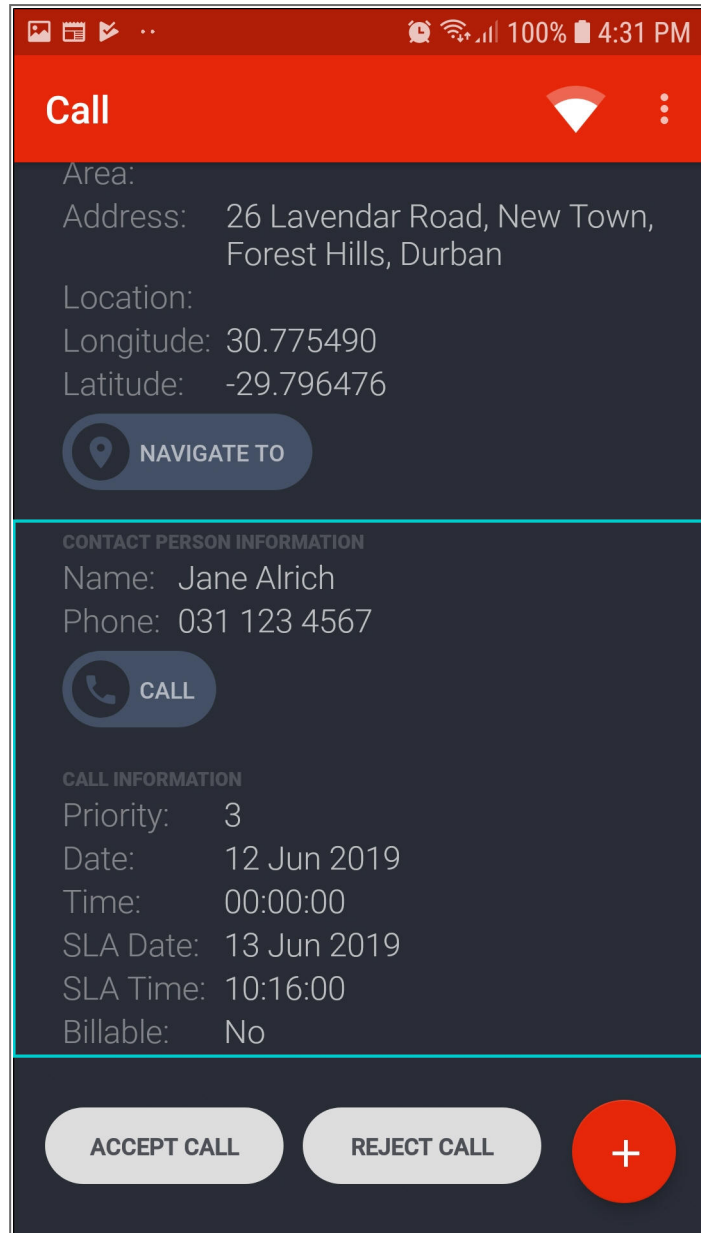 100% 4:31 PM
Call
Area:
Address: 26 Lavendar Road, New Town,
Forest Hills, Durban
Location:
Longitude: 30.775490
Latitude: -29.796476
NAVIGATE TO
CONTACT PERSON INFORMATION
Name: Jane Alrich
Phone: 031 123 4567
CALL
CALL INFORMATION
Priority: 3
Date: 12 Jun 2019
Time: 00:00:00
SLA Date: 13 Jun 2019
SLA Time: 10:16:00
Billable: No
ACCEPT CALL REJECT CALL +